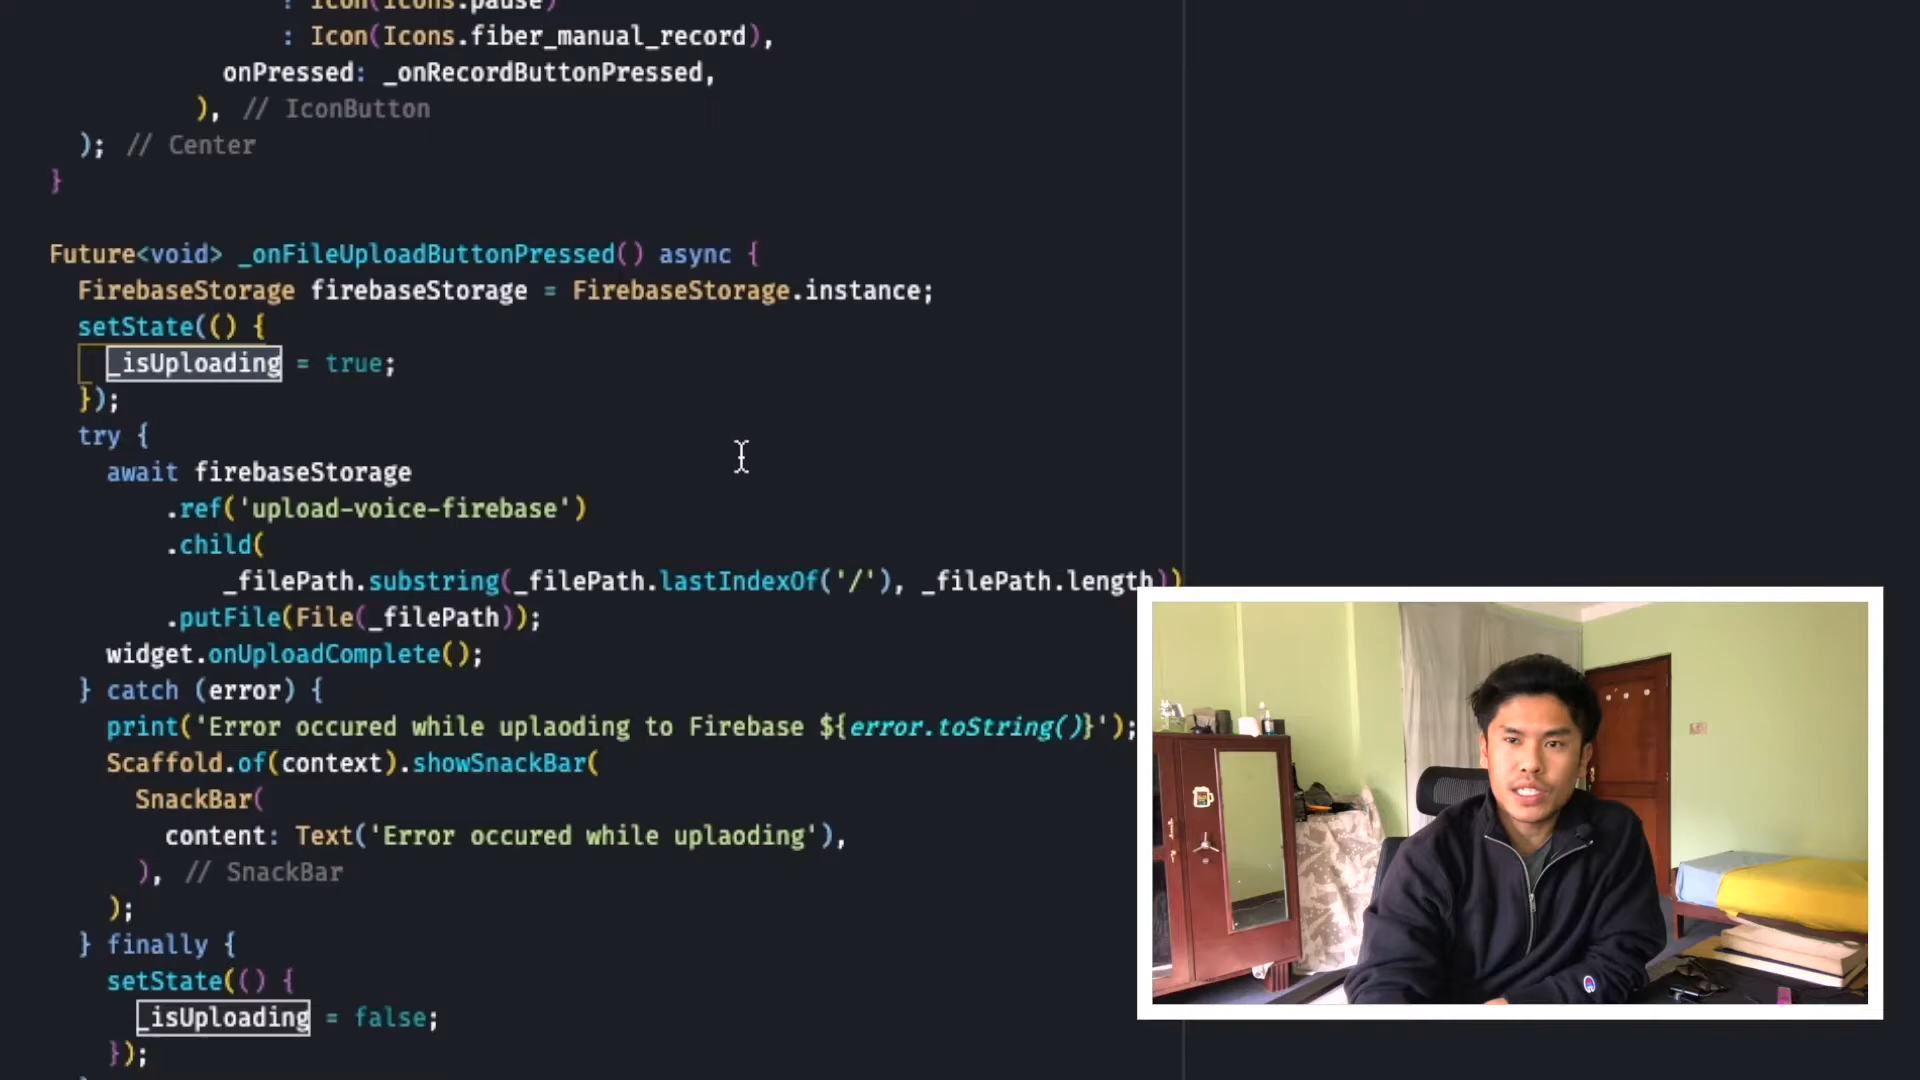 : Icon(Icons.pause)
: Icon(Icons.fiber_manual_record),
onPressed: _onRecordButtonPressed,
), // IconButton
); // Center
}
Future<void> _onFileUploadButtonPressed() async {
FirebaseStorage firebaseStorage = FirebaseStorage.instance;
setState(() {
_isUploading = true;
});
try {
await firebaseStorage
.ref('upload-voice-firebase')
.child(
_filePath.substring(_filePath.lastIndexOf('/'), _filePath.length))
.putFile(File(_filePath));
widget.onUploadComplete();
} catch (error) {
print('Error occured while uplaoding to Firebase ${error.toString()}');
Scaffold.of(context).showSnackBar(
SnackBar(
content: Text('Error occured while uplaoding'),
), // SnackBar
);
} finally {
setState(() {
_isUploading = false;
});